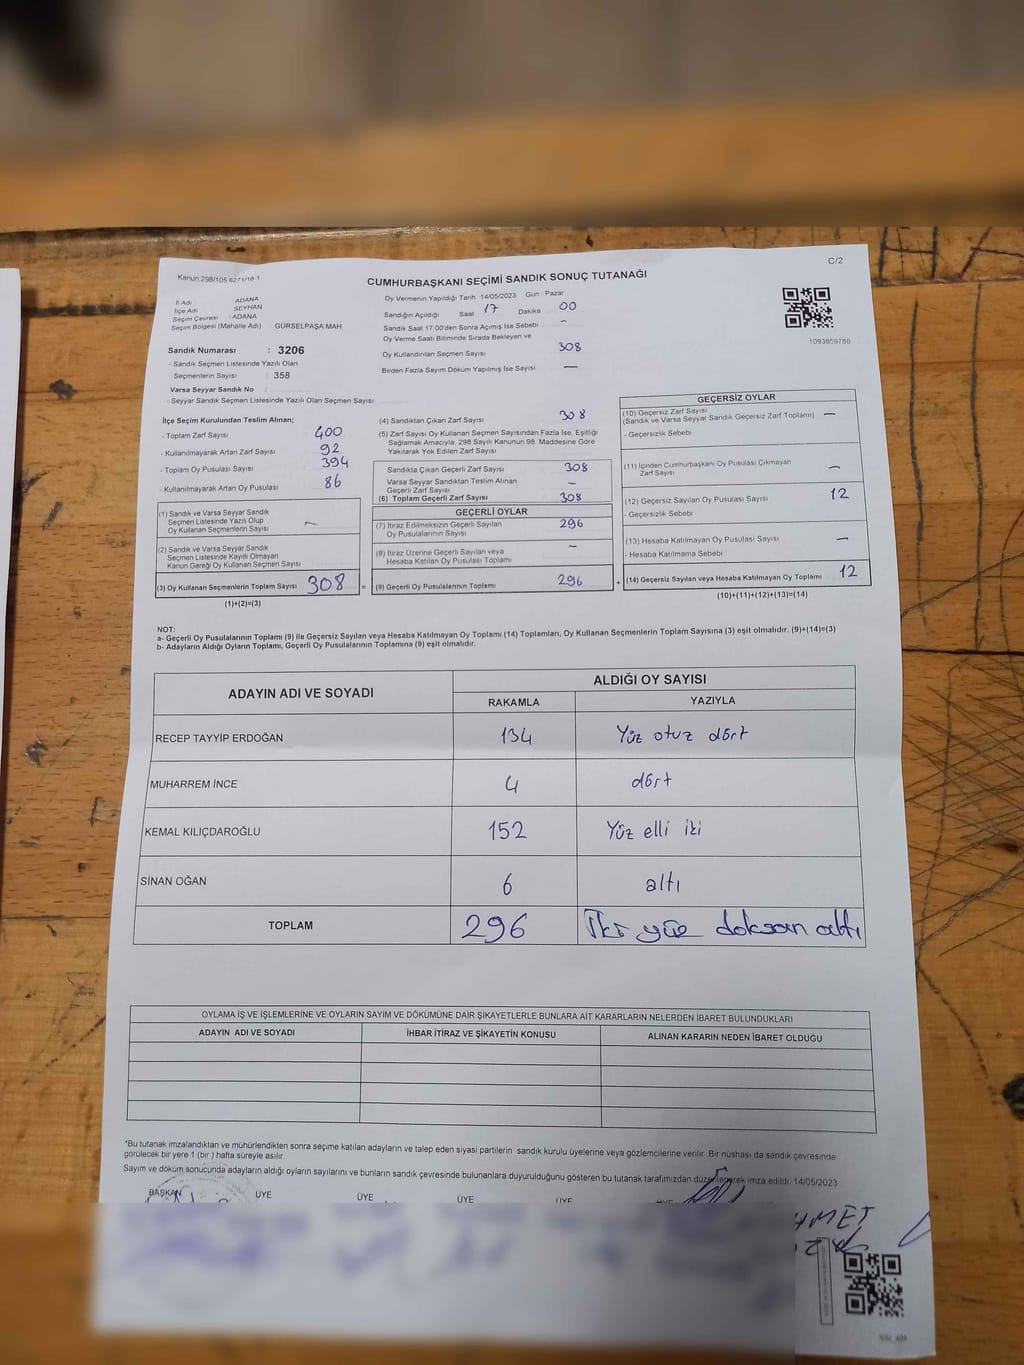 Kanun:298/105 6271/18-1
C/2
CUMHURBAŞKANI SEÇİMİ SANDIK SONUÇ TUTANAĞI
İl Adı ADANA
İlçe Adı SEYHAN
Seçim Çevresi : ADANA
Seçim Bölgesi (Mahalle Adı) GÜRSELPAŞA MAH
Sandık Numarası : 3206
- Sandık Seçmen Listesinde Yazılı Olan
Seçmenlerin Sayısı : 358
Varsa Seyyar Sandık No :
- Seyyar Sandık Seçmen Listesinde Yazılı Olan Seçmen Sayısı
Oy Vermenin Yapıldığı Tarih 14/05/2023 Gün : Pazar
Sandığın Açıldığı Saat 17 Dakika 00
Sandık Saat 17:00'den Sonra Açılmış İse Sebebi –
Oy Verme Saati Bitiminde Sırada Bekleyen ve
Oy Kullandırılan Seçmen Sayısı 308
Birden Fazla Sayım Döküm Yapılmış İse Sayısı —
1093859788
İlçe Seçim Kurulundan Teslim Alınan;
- Toplam Zarf Sayısı 400
- Kullanılmayarak Artan Zarf Sayısı 92
- Toplam Oy Pusulası Sayısı 394
- Kullanılmayarak Artan Oy Pusulası 86
(1) Sandık ve Varsa Seyyar Sandık
Seçmen Listesinde Yazılı Olup
Oy Kullanan Seçmenlerin Sayısı –
(2) Sandık ve Varsa Seyyar Sandık
Seçmen Listesinde Kayıtlı Olmayan
Kanun Gereği Oy Kullanan Seçmen Sayısı
(3) Oy Kullanan Seçmenlerin Toplam Sayısı 308 =
(1)+(2)=(3)
(4) Sandıktan Çıkan Zarf Sayısı 308
(5) Zarf Sayısı Oy Kullanan Seçmen Sayısından Fazla İse, Eşitliği
Sağlamak Amacıyla, 298 Sayılı Kanunun 98. Maddesine Göre
Yakılarak Yok Edilen Zarf Sayısı
Sandıkta Çıkan Geçerli Zarf Sayısı 308
Varsa Seyyar Sandıktan Teslim Alınan
Geçerli Zarf Sayısı –
(6) Toplam Geçerli Zarf Sayısı 308
GEÇERLİ OYLAR
(7) İtiraz Edilmeksizin Geçerli Sayılan
Oy Pusulalarının Sayısı 296
(8) İtiraz Üzerine Geçerli Sayılan veya
Hesaba Katılan Oy Pusulası Toplamı –
(9) Geçerli Oy Pusulalarının Toplamı 296 +
GEÇERSİZ OYLAR
(10) Geçersiz Zarf Sayısı
(Sandık ve Varsa Seyyar Sandık Geçersiz Zarf Toplamı) —
- Geçersizlik Sebebi
(11) İçinden Cumhurbaşkanı Oy Pusulası Çıkmayan
Zarf Sayısı –
(12) Geçersiz Sayılan Oy Pusulası Sayısı 12
- Geçersizlik Sebebi
(13) Hesaba Katılmayan Oy Pusulası Sayısı –
- Hesaba Katılmama Sebebi
(14) Geçersiz Sayılan veya Hesaba Katılmayan Oy Toplamı 12
(10)+(11)+(12)+(13)=(14)
NOT:
a- Geçerli Oy Pusulalarının Toplamı (9) ile Geçersiz Sayılan veya Hesaba Katılmayan Oy Toplamı (14) Toplamları, Oy Kullanan Seçmenlerin Toplam Sayısına (3) eşit olmalıdır. (9)+(14)=(3)
b- Adayların Aldığı Oyların Toplamı, Geçerli Oy Pusulalarının Toplamına (9) eşit olmalıdır.
ADAYIN ADI VE SOYADI ALDIĞI OY SAYISI
RAKAMLA YAZIYLA
RECEP TAYYİP ERDOĞAN 134 Yüz otuz dört
MUHARREM İNCE 4 dört
KEMAL KILIÇDAROĞLU 152 Yüz elli iki
SİNAN OĞAN 6 altı
TOPLAM 296 İki yüz doksan altı
OYLAMA İŞ VE İŞLEMLERİNE VE OYLARIN SAYIM VE DÖKÜMÜNE DAİR ŞİKAYETLERLE BUNLARA AİT KARARLARIN NELERDEN İBARET BULUNDUKLARI
ADAYIN ADI VE SOYADI İHBAR İTİRAZ VE ŞİKAYETİN KONUSU ALINAN KARARIN NEDEN İBARET OLDUĞU
*Bu tutanak imzalandıktan ve mühürlendikten sonra seçime katılan adayların ve talep eden siyasi partilerin sandık kurulu üyelerine veya gözlemcilerine verilir. Bir nüshası da sandık çevresinde
görülecek bir yere 1 (bir ) hafta süreyle asılır.
Sayım ve döküm sonucunda adayların aldığı oyların sayılarını ve bunların sandık çevresinde bulunanlara duyurulduğunu gösteren bu tutanak tarafımızdan düzenlenerek imza edildi. 14/05/2023
BAŞKAN ÜYE ÜYE ÜYE ÜYE